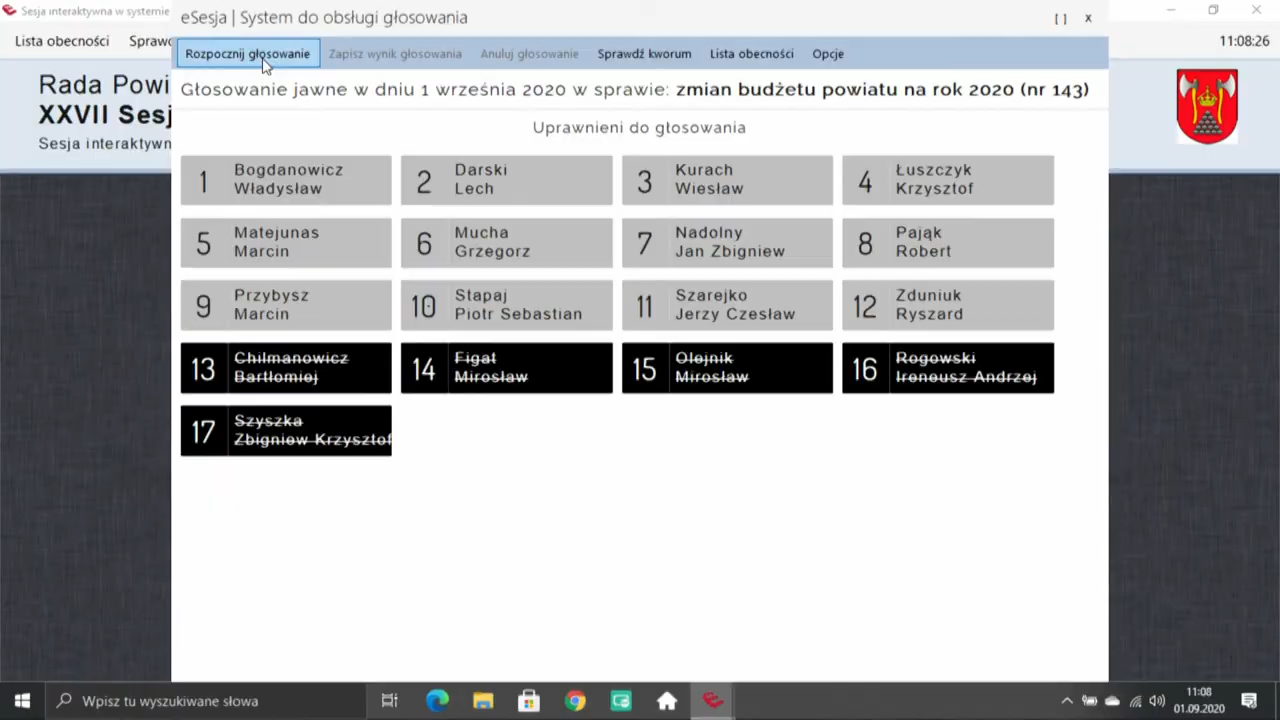 Sesja interaktywna w systemie
eSesja | System do obsługi głosowania
[ ] x
Lista obecności
Rozpocznij głosowanie Zapisz wynik głosowania Anuluj głosowanie Sprawdź kworum Lista obecności Opcje
11:08:26
Rada Powi
XXVII Sesj
Sesja interaktywn
Głosowanie jawne w dniu 1 września 2020 w sprawie: zmian budżetu powiatu na rok 2020 (nr 143)
Uprawnieni do głosowania
1 Bogdanowicz
Władysław
2 Darski
Lech
3 Kurach
Wiesław
4 Łuszczyk
Krzysztof
5 Matejunas
Marcin
6 Mucha
Grzegorz
7 Nadolny
Jan Zbigniew
8 Pająk
Robert
9 Przybysz
Marcin
10 Stapaj
Piotr Sebastian
11 Szarejko
Jerzy Czesław
12 Zduniuk
Ryszard
13 Chilmanowicz
Bartłomiej
14 Figat
Mirosław
15 Olejnik
Mirosław
16 Rogowski
Ireneusz Andrzej
17 Szyszka
Zbigniew Krzysztof
Wpisz tu wyszukiwane słowa
11:08
01.09.2020